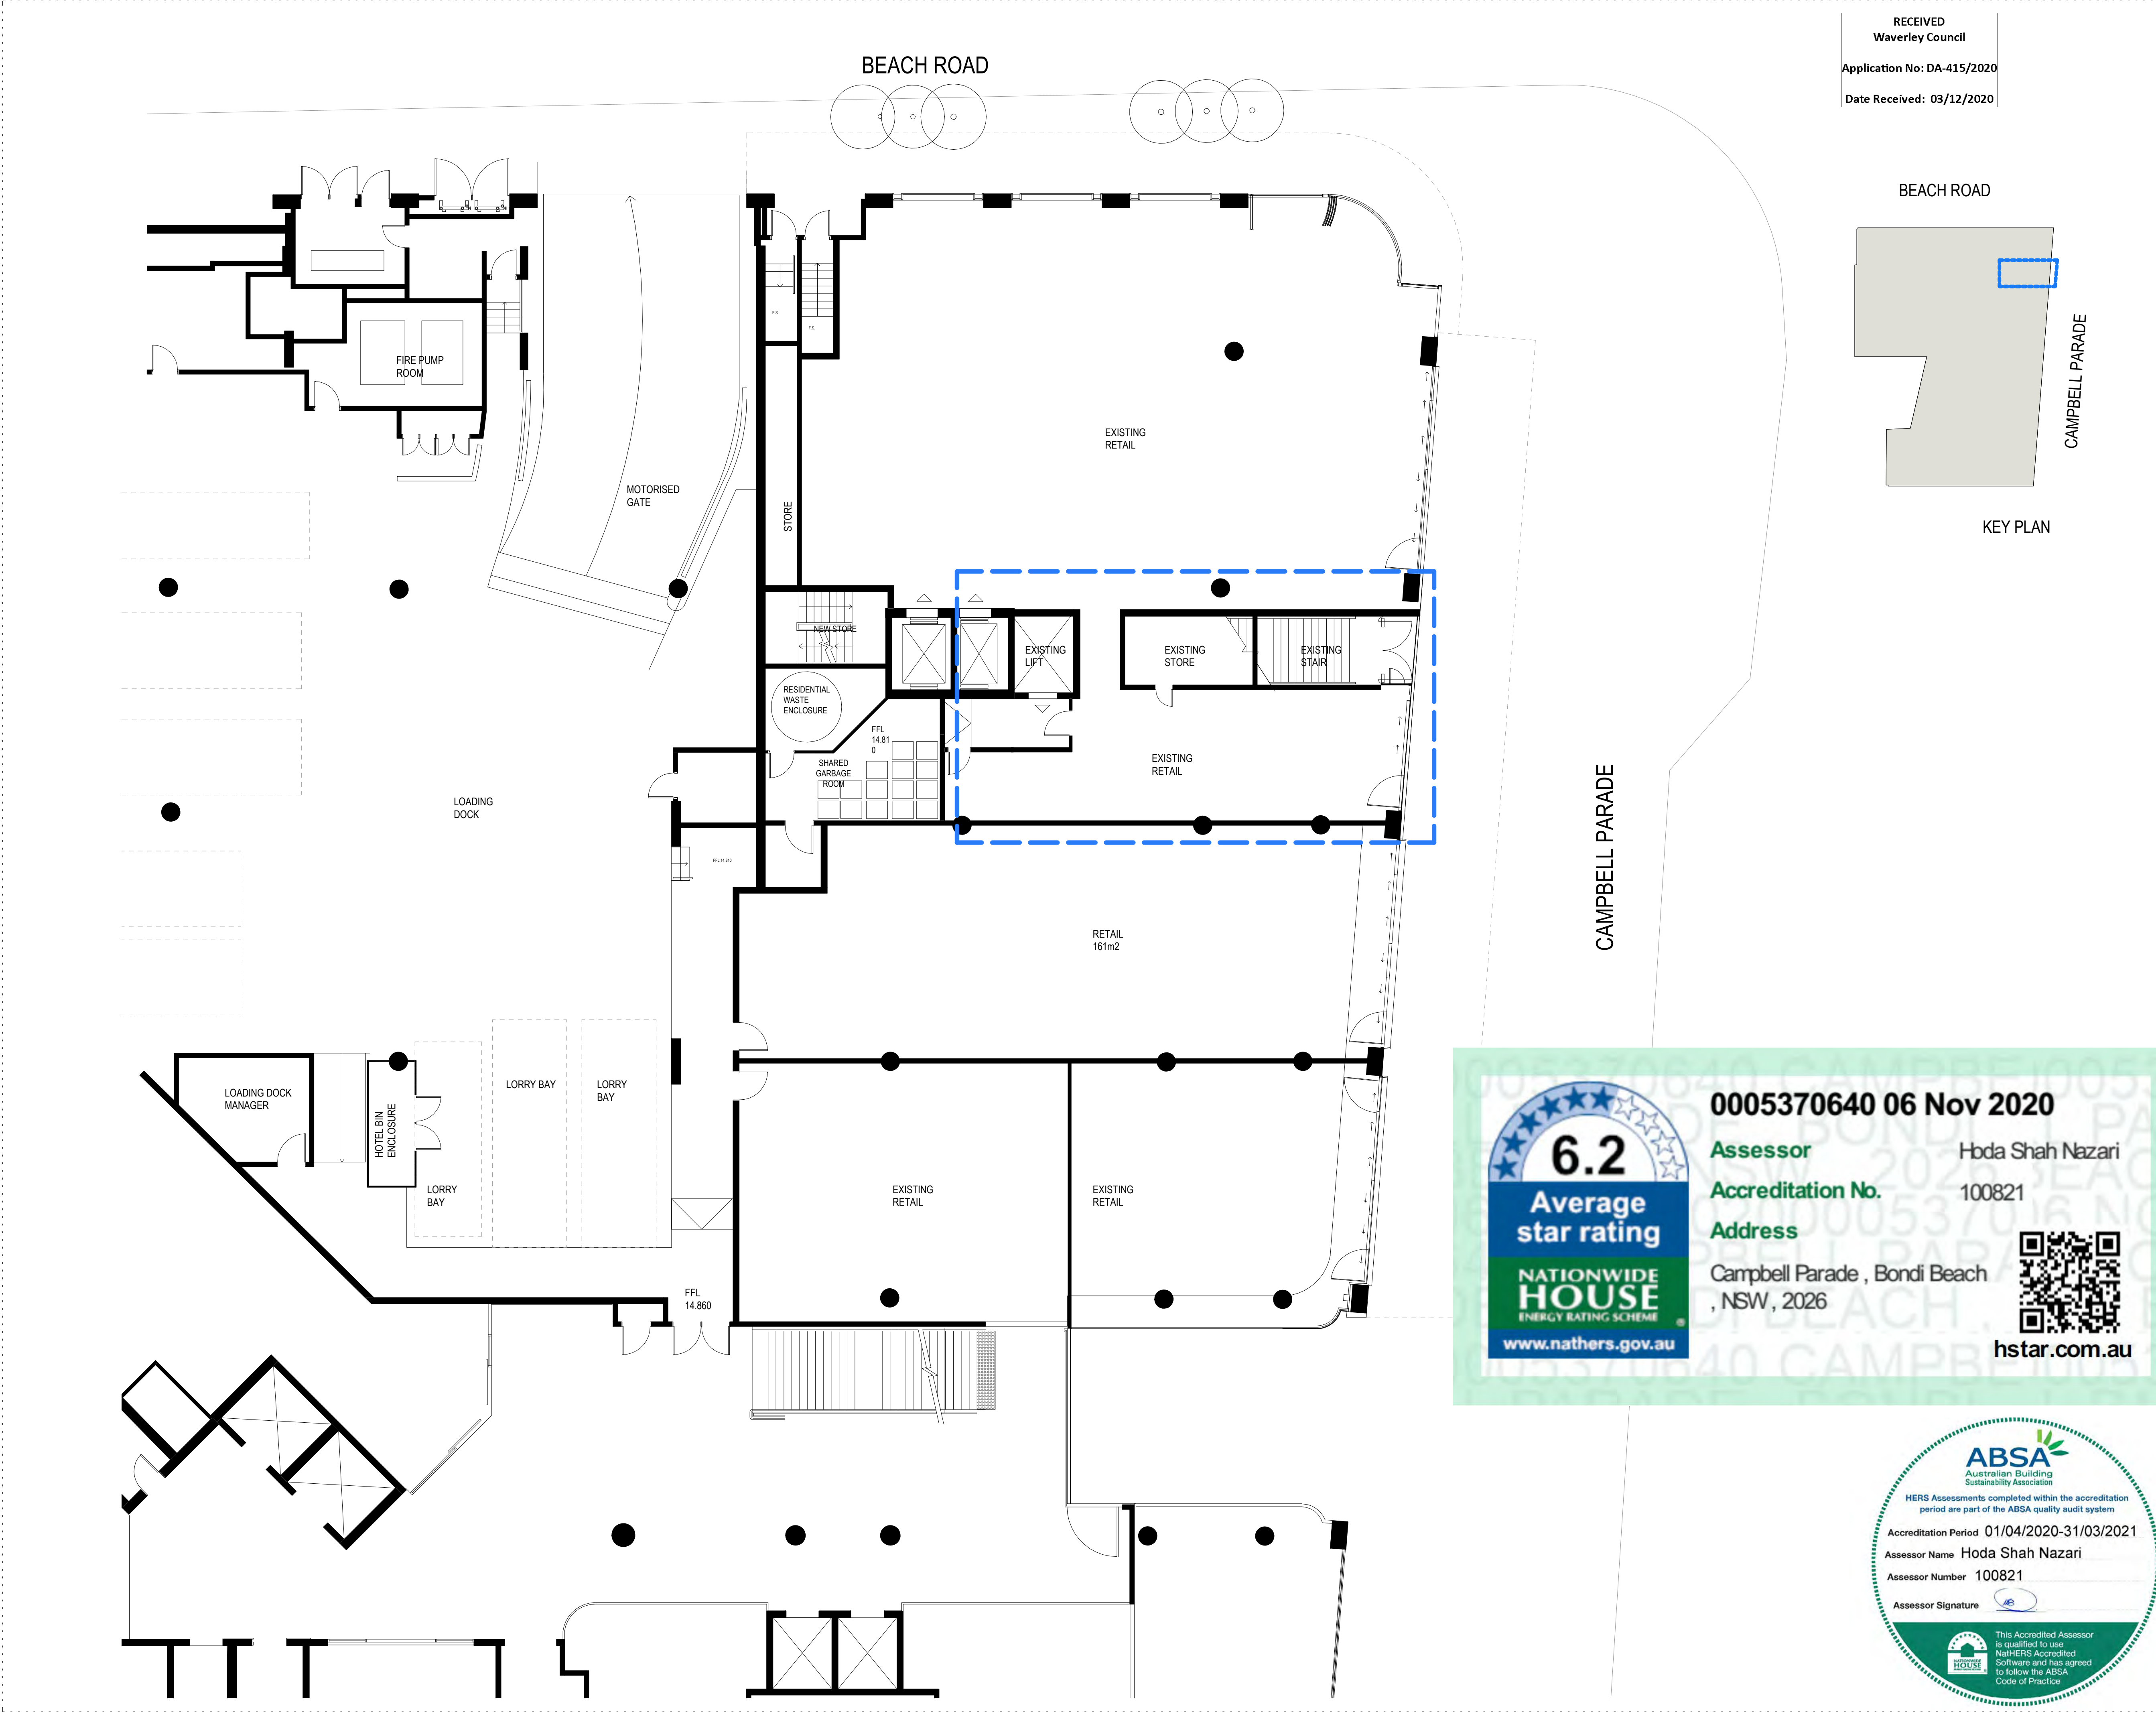 RECEIVED
Waverley Council
Application No: DA-415/2020
Date Received: 03/12/2020
BEACH ROAD
BEACH ROAD
CAMPBELL PARADE
KEY PLAN
F.S.
F.S.
FIRE PUMP
ROOM
EXISTING
RETAIL
MOTORISED
GATE
STORE
NEW STORE
EXISTING
LIFT
EXISTING
STORE
EXISTING
STAIR
RESIDENTIAL
WASTE
ENCLOSURE
FFL
14.81
0
SHARED
GARBAGE
ROOM
EXISTING
RETAIL
LOADING
DOCK
FFL 14.810
CAMPBELL PARADE
RETAIL
161m2
LOADING DOCK
MANAGER
HOTEL BIN
ENCLOSURE
LORRY BAY
LORRY
BAY
LORRY
BAY
EXISTING
RETAIL
EXISTING
RETAIL
FFL
14.860
6.2
Average
star rating
NATIONWIDE
HOUSE
ENERGY RATING SCHEME
www.nathers.gov.au
0005370640 06 Nov 2020
Assessor Hoda Shah Nazari
Accreditation No. 100821
Address
Campbell Parade , Bondi Beach
, NSW , 2026
hstar.com.au
ABSA
Australian Building
Sustainability Association
HERS Assessments completed within the accreditation
period are part of the ABSA quality audit system
Accreditation Period 01/04/2020-31/03/2021
Assessor Name Hoda Shah Nazari
Assessor Number 100821
Assessor Signature
NATIONWIDE
HOUSE
This Accredited Assessor
is qualified to use
NatHERS Accredited
Software and has agreed
to follow the ABSA
Code of Practice